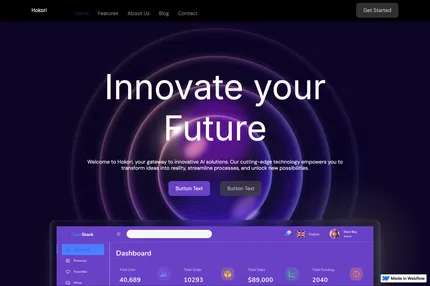 Hokori
Home
Features
About Us
Blog
Contact
Get Started
Innovate your
Future
Welcome to Hokori, your gateway to innovative AI solutions. Our cutting-edge technology empowers you to
transform ideas into reality, streamline processes, and unlock new possibilities.
Button Text
Button Text
DashStack
English
Moni Roy
Dashboard
Dashboard
Products
Favorites
Inbox
Total User
Total Order
Total Sales
Total Pending
40,689
10293
$89,000
2040
Made in Webflow